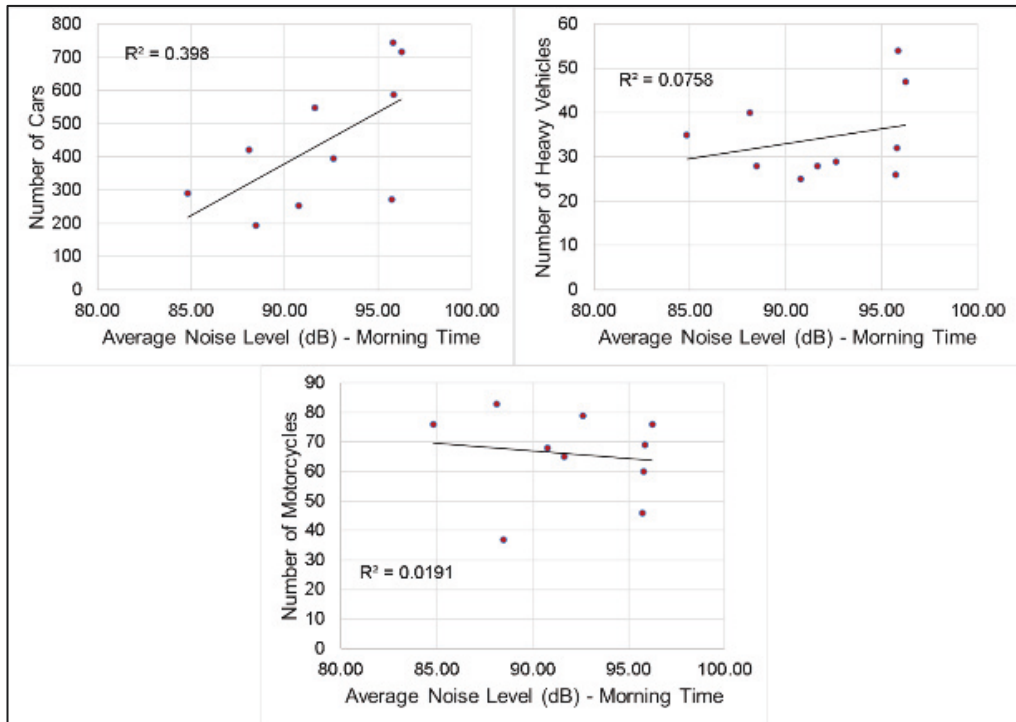 Number of Cars
800
700
600
500
400
300
200
100
0
R² = 0.398
80.00 85.00 90.00 95.00 100.00
Average Noise Level (dB) - Morning Time
Number of Heavy Vehicles
60
50
40
30
20
10
0
R² = 0.0758
80.00 85.00 90.00 95.00 100.00
Average Noise Level (dB) - Morning Time
Number of Motorcycles
90
80
70
60
50
40
30
20
10
0
R² = 0.0191
80.00 85.00 90.00 95.00 100.00
Average Noise Level (dB) - Morning Time